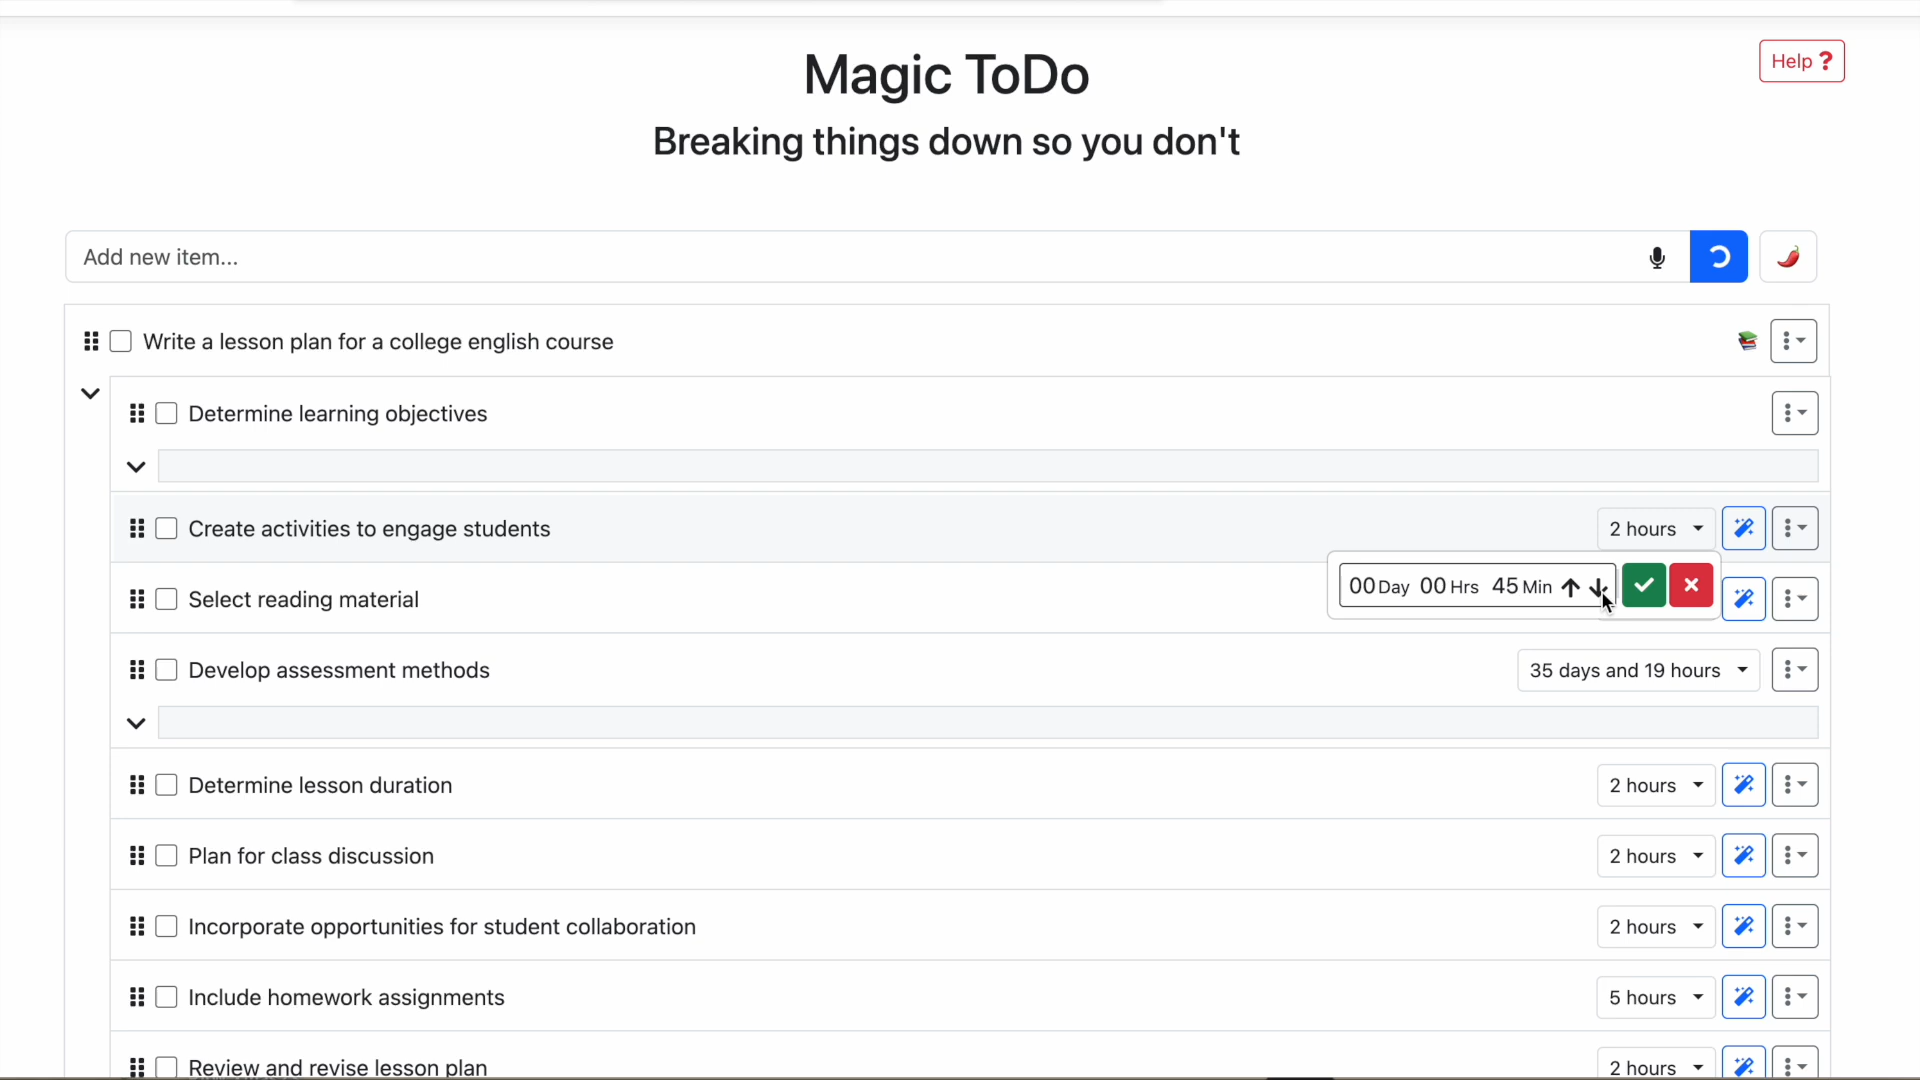 Magic ToDo
Help ?
Breaking things down so you don't
Add new item...
Write a lesson plan for a college english course
Determine learning objectives
Create activities to engage students 2 hours
00 Day 00 Hrs 45 Min
Select reading material
Develop assessment methods 35 days and 19 hours
Determine lesson duration 2 hours
Plan for class discussion 2 hours
Incorporate opportunities for student collaboration 2 hours
Include homework assignments 5 hours
Review and revise lesson plan 2 hours